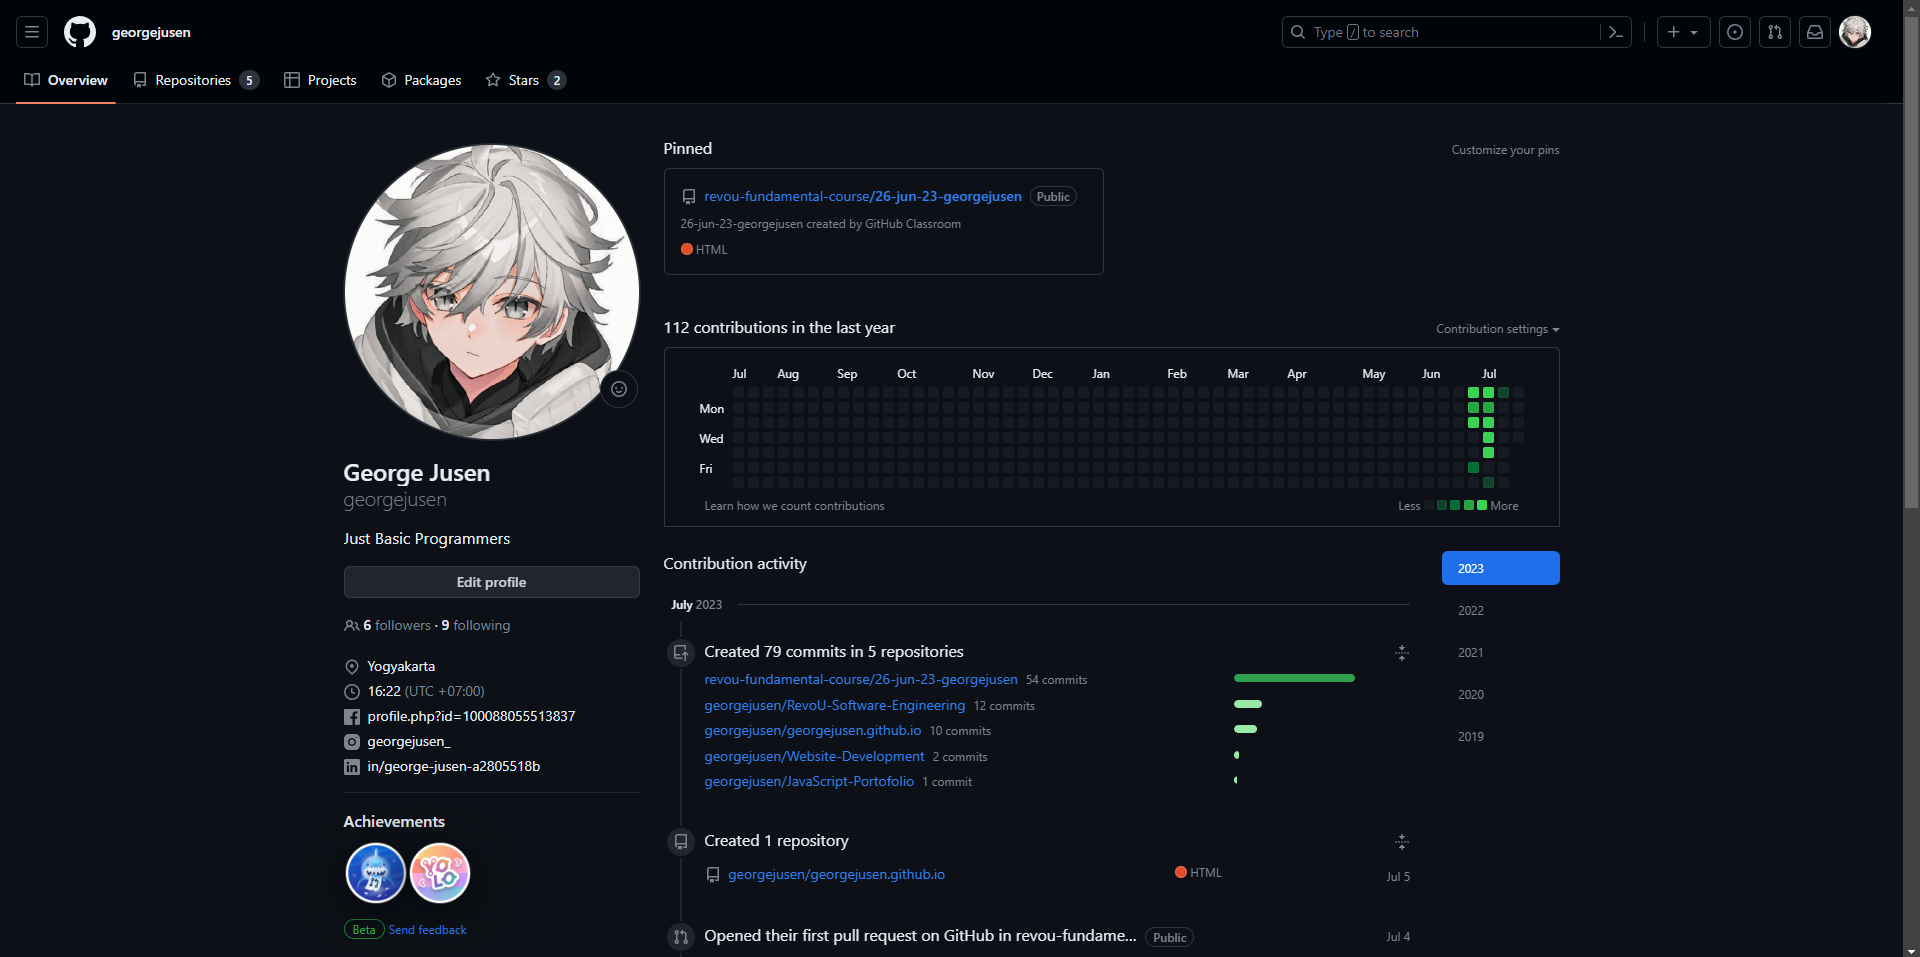 georgejusen
Type / to search
Overview
Repositories 5
Projects
Packages
Stars 2
George Jusen
georgejusen
Just Basic Programmers
Edit profile
6 followers · 9 following
Yogyakarta
16:22 (UTC +07:00)
profile.php?id=100088055513837
georgejusen_
in/george-jusen-a2805518b
Achievements
YOLO
Beta Send feedback
Pinned
Customize your pins
revou-fundamental-course/26-jun-23-georgejusen Public
26-jun-23-georgejusen created by GitHub Classroom
HTML
112 contributions in the last year
Contribution settings
Jul Aug Sep Oct Nov Dec Jan Feb Mar Apr May Jun Jul
Mon
Wed
Fri
Learn how we count contributions
Less More
Contribution activity
2023
2022
2021
2020
2019
July 2023
Created 79 commits in 5 repositories
revou-fundamental-course/26-jun-23-georgejusen 54 commits
georgejusen/RevoU-Software-Engineering 12 commits
georgejusen/georgejusen.github.io 10 commits
georgejusen/Website-Development 2 commits
georgejusen/JavaScript-Portofolio 1 commit
Created 1 repository
georgejusen/georgejusen.github.io HTML Jul 5
Opened their first pull request on GitHub in revou-fundame... Public Jul 4